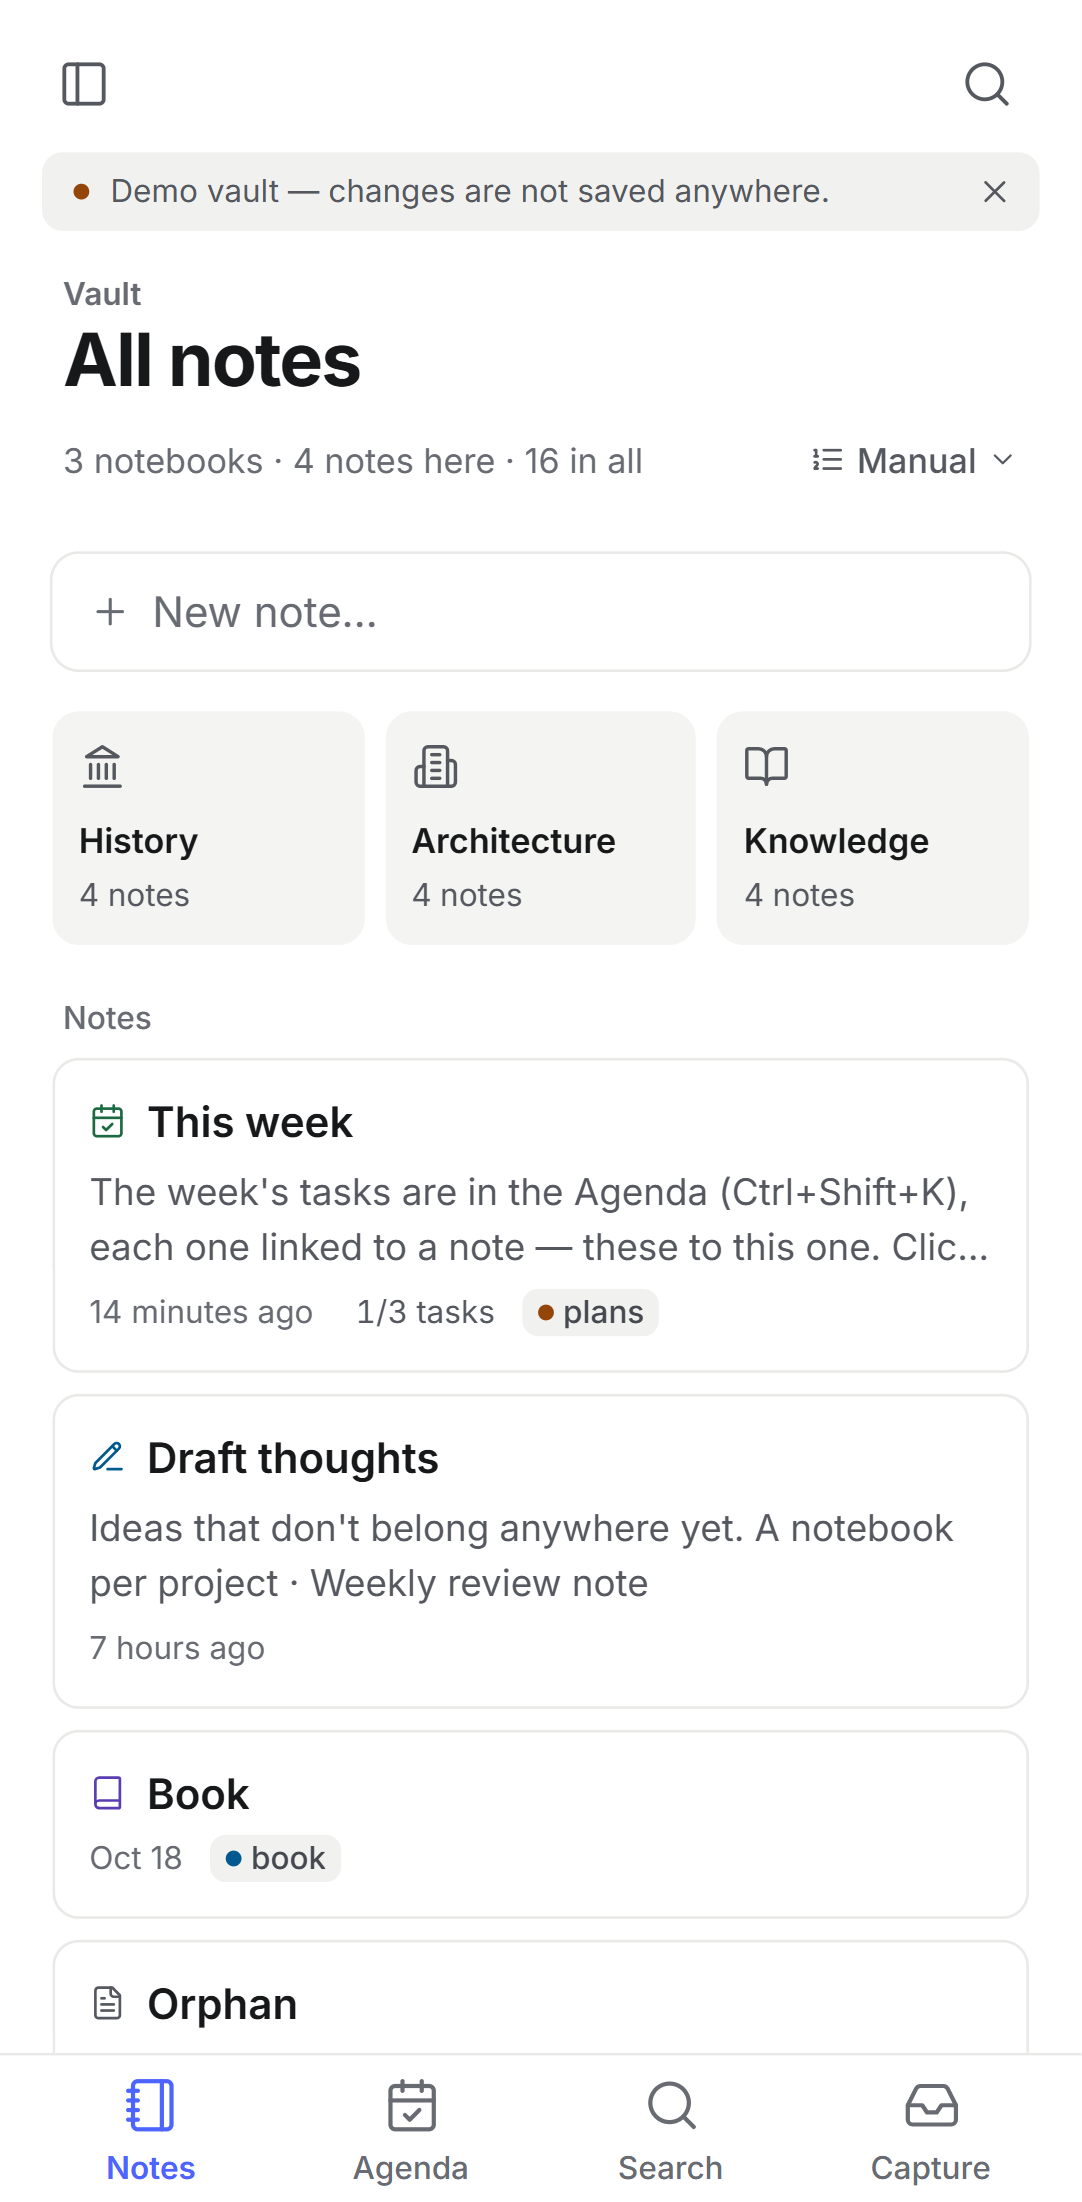 Demo vault — changes are not saved anywhere.
Vault
All notes
3 notebooks · 4 notes here · 16 in all
Manual
New note...
History
4 notes
Architecture
4 notes
Knowledge
4 notes
Notes
This week
The week's tasks are in the Agenda (Ctrl+Shift+K),
each one linked to a note — these to this one. Clic...
14 minutes ago 1/3 tasks plans
Draft thoughts
Ideas that don't belong anywhere yet. A notebook
per project · Weekly review note
7 hours ago
Book
Oct 18 book
Orphan
Notes
Agenda
Search
Capture